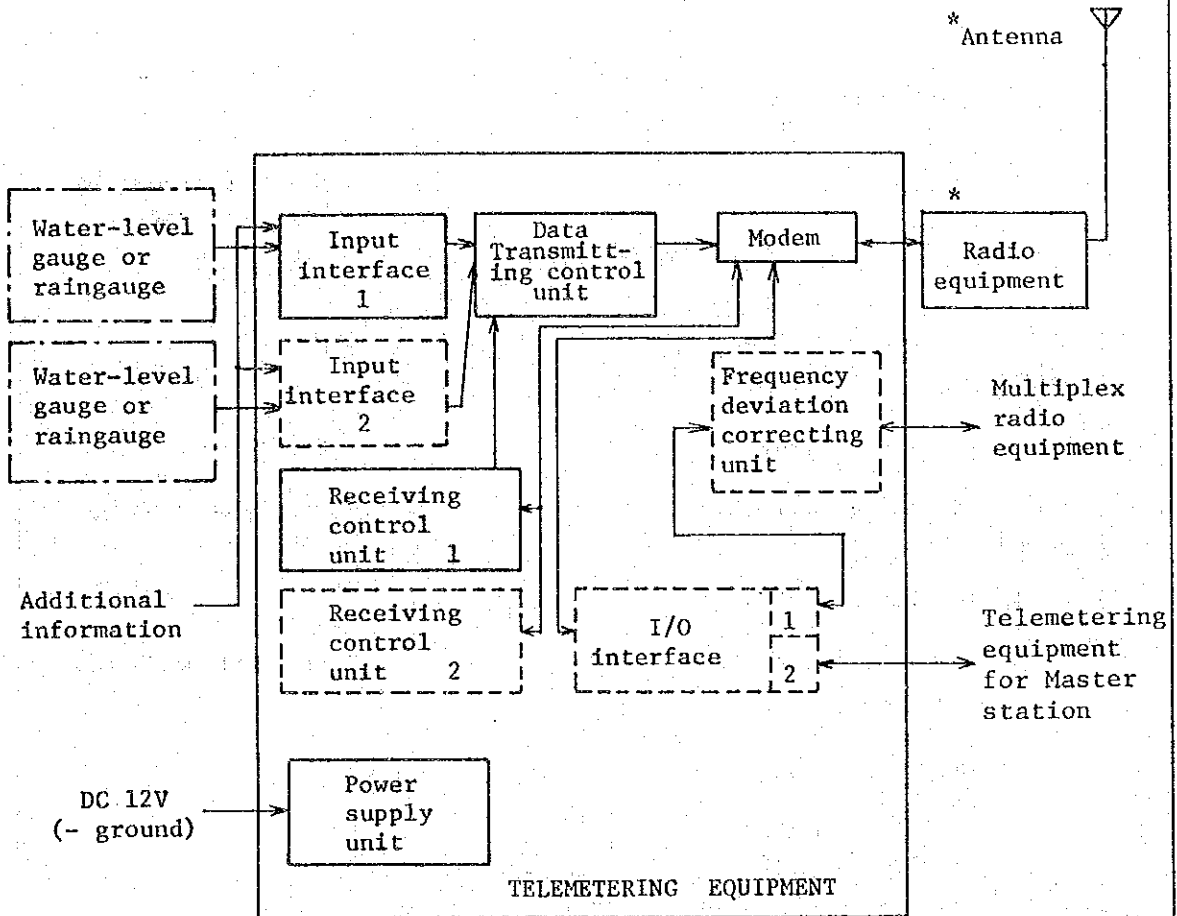 *
Antenna
Water-level
gauge or
raingauge
Input
interface
1
Data
Transmitt-
ing control
unit
Modem
*
Radio
equipment
Water-level
gauge or
raingauge
Input
interface
2
Frequency
deviation
correcting
unit
Multiplex
radio
equipment
Receiving
control
unit 1
Additional
information
Receiving
control
unit 2
I/O
interface
1
2
Telemetering
equipment
for Master
station
DC 12V
(- ground)
Power
supply
unit
TELEMETERING EQUIPMENT